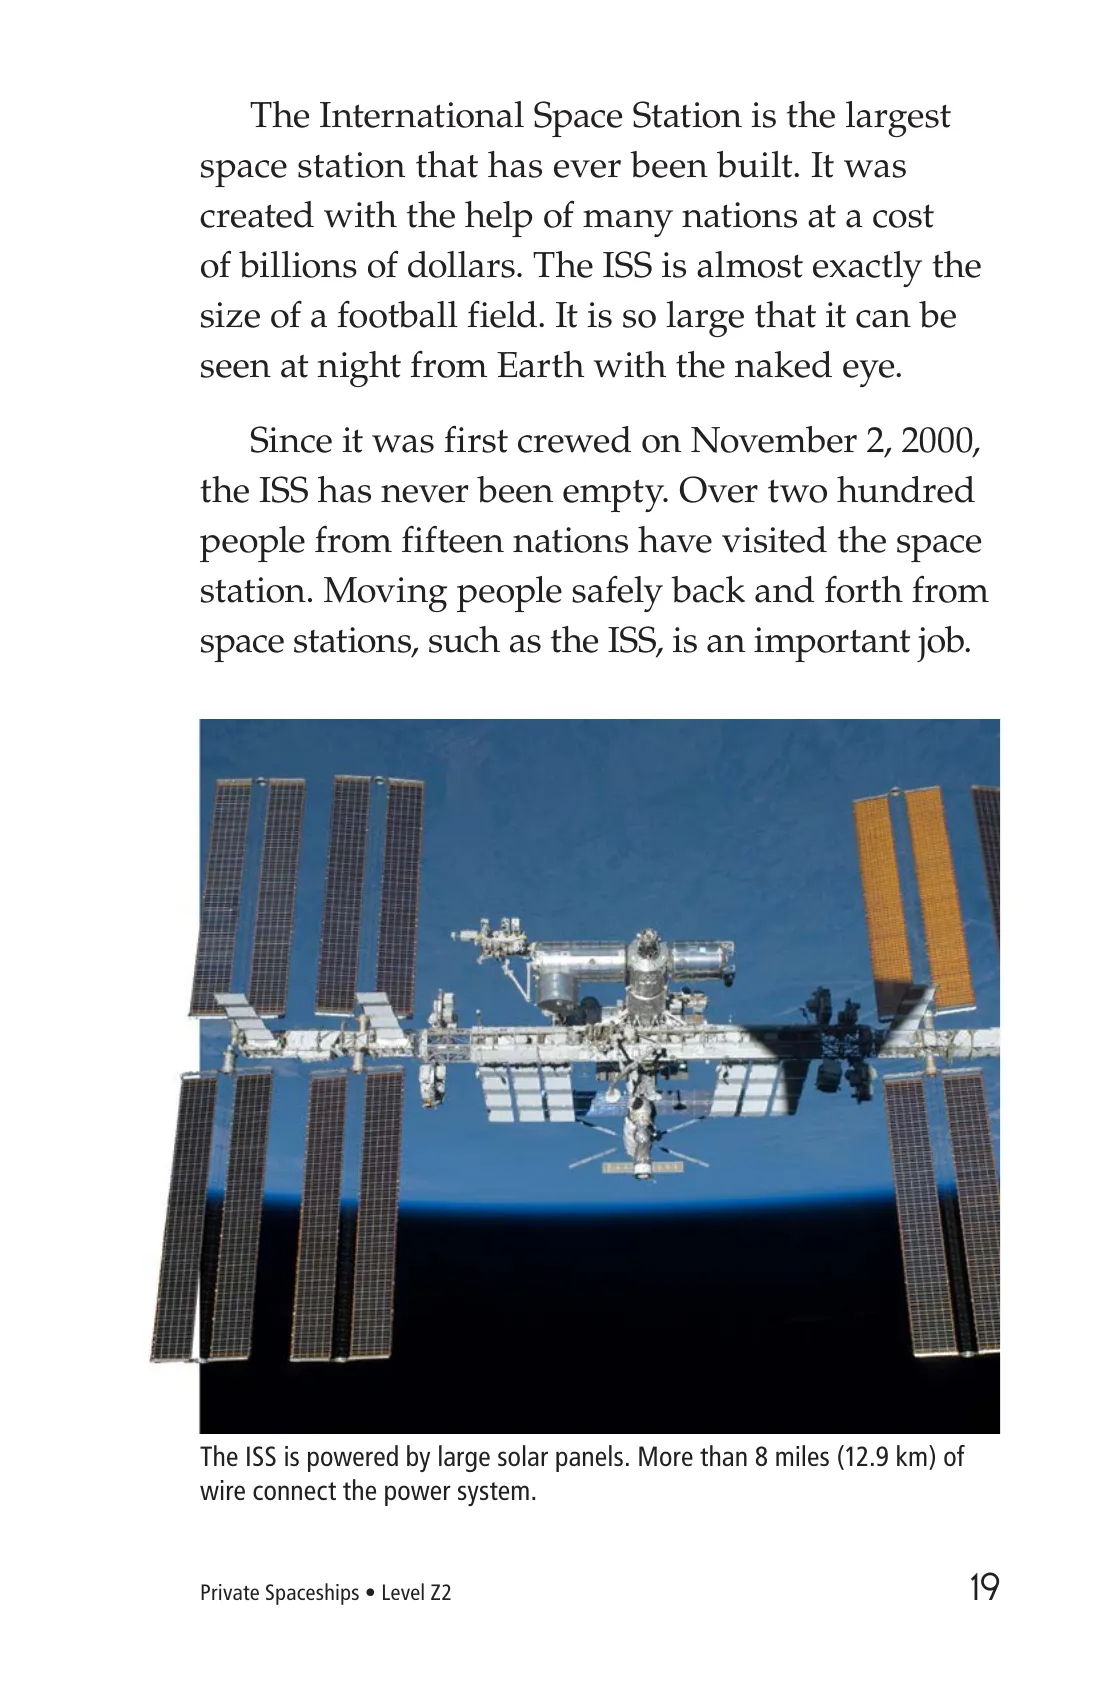 The International Space Station is the largest
space station that has ever been built. It was
created with the help of many nations at a cost
of billions of dollars. The ISS is almost exactly the
size of a football field. It is so large that it can be
seen at night from Earth with the naked eye.
Since it was first crewed on November 2, 2000,
the ISS has never been empty. Over two hundred
people from fifteen nations have visited the space
station. Moving people safely back and forth from
space stations, such as the ISS, is an important job.
The ISS is powered by large solar panels. More than 8 miles (12.9 km) of
wire connect the power system.
Private Spaceships • Level Z2
19